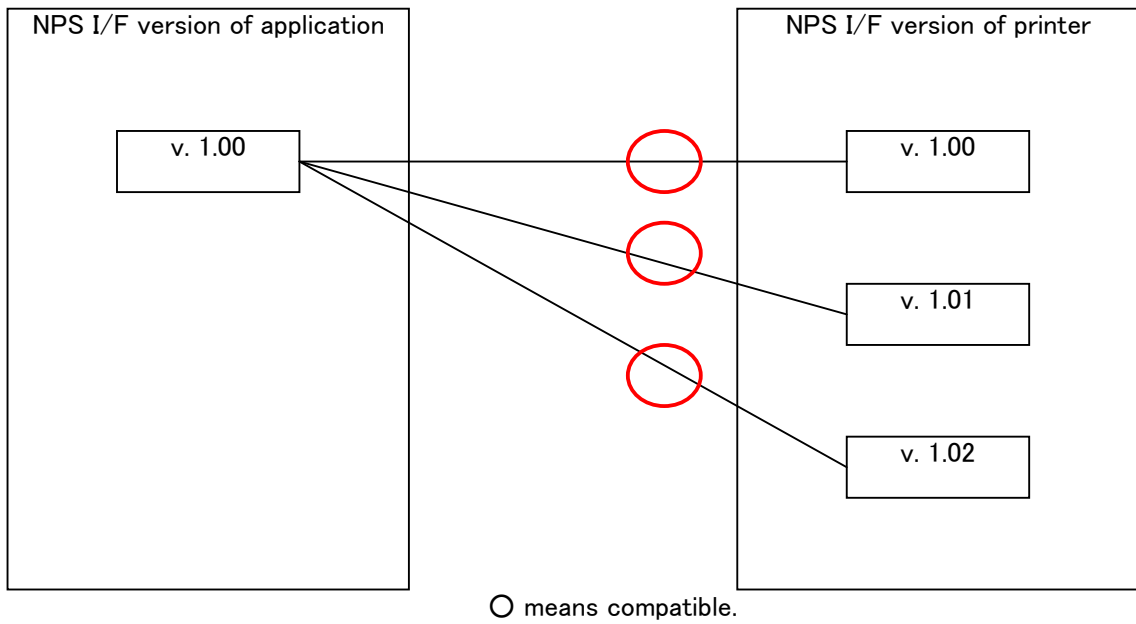 NPS I/F version of application
NPS I/F version of printer
v. 1.00
v. 1.00
v. 1.01
v. 1.02
○ means compatible.